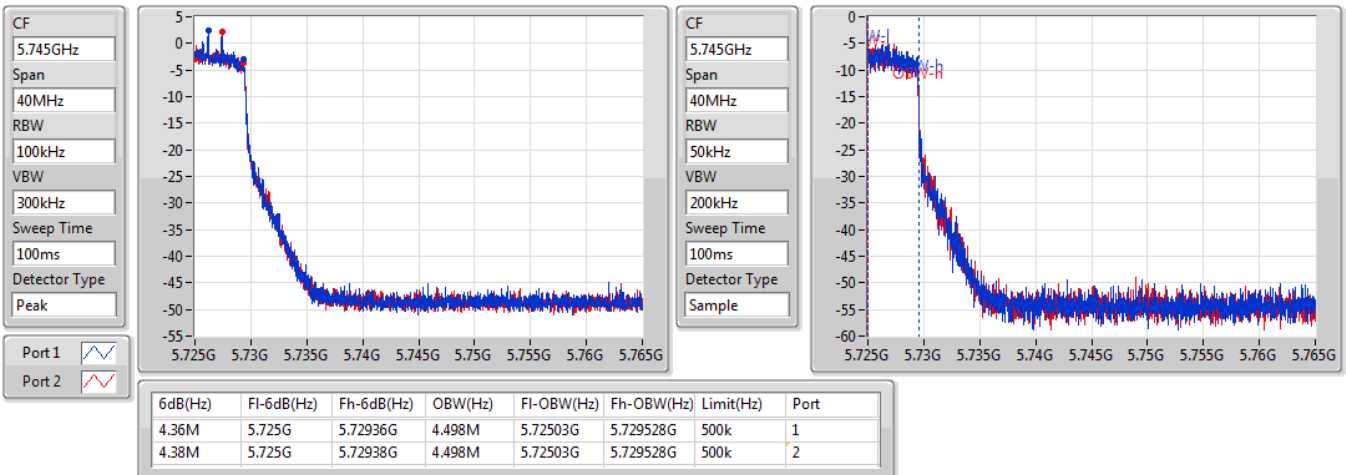 CF
5.745GHz
Span
40MHz
RBW
100kHz
VBW
300kHz
Sweep Time
100ms
Detector Type
Peak
Port 1
Port 2
5
0
-5
-10
-15
-20
-25
-30
-35
-40
-45
-50
-55
5.725G 5.73G 5.735G 5.74G 5.745G 5.75G 5.755G 5.76G 5.765G
CF
5.745GHz
Span
40MHz
RBW
50kHz
VBW
200kHz
Sweep Time
100ms
Detector Type
Sample
0
-5
-10
-15
-20
-25
-30
-35
-40
-45
-50
-55
-60
W-l
OBW-h
5.725G 5.73G 5.735G 5.74G 5.745G 5.75G 5.755G 5.76G 5.765G
6dB(Hz) Fl-6dB(Hz) Fh-6dB(Hz) OBW(Hz) Fl-OBW(Hz) Fh-OBW(Hz) Limit(Hz) Port
4.36M 5.725G 5.72936G 4.498M 5.72503G 5.729528G 500k 1
4.38M 5.725G 5.72938G 4.498M 5.72503G 5.729528G 500k 2